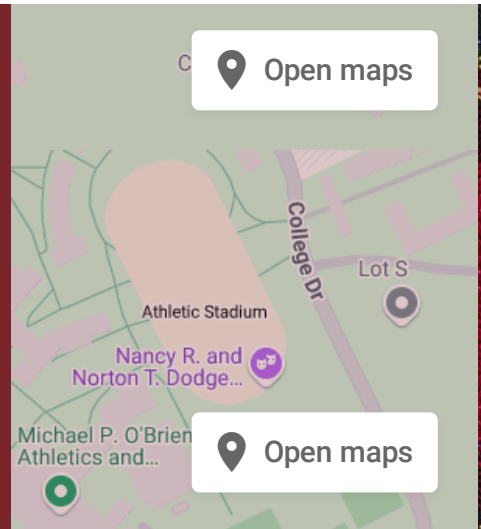 C
Open maps
College Dr
Lot S
Athletic Stadium
Nancy R. and
Norton T. Dodge...
Michael P. O'Brien
Athletics and...
Open maps